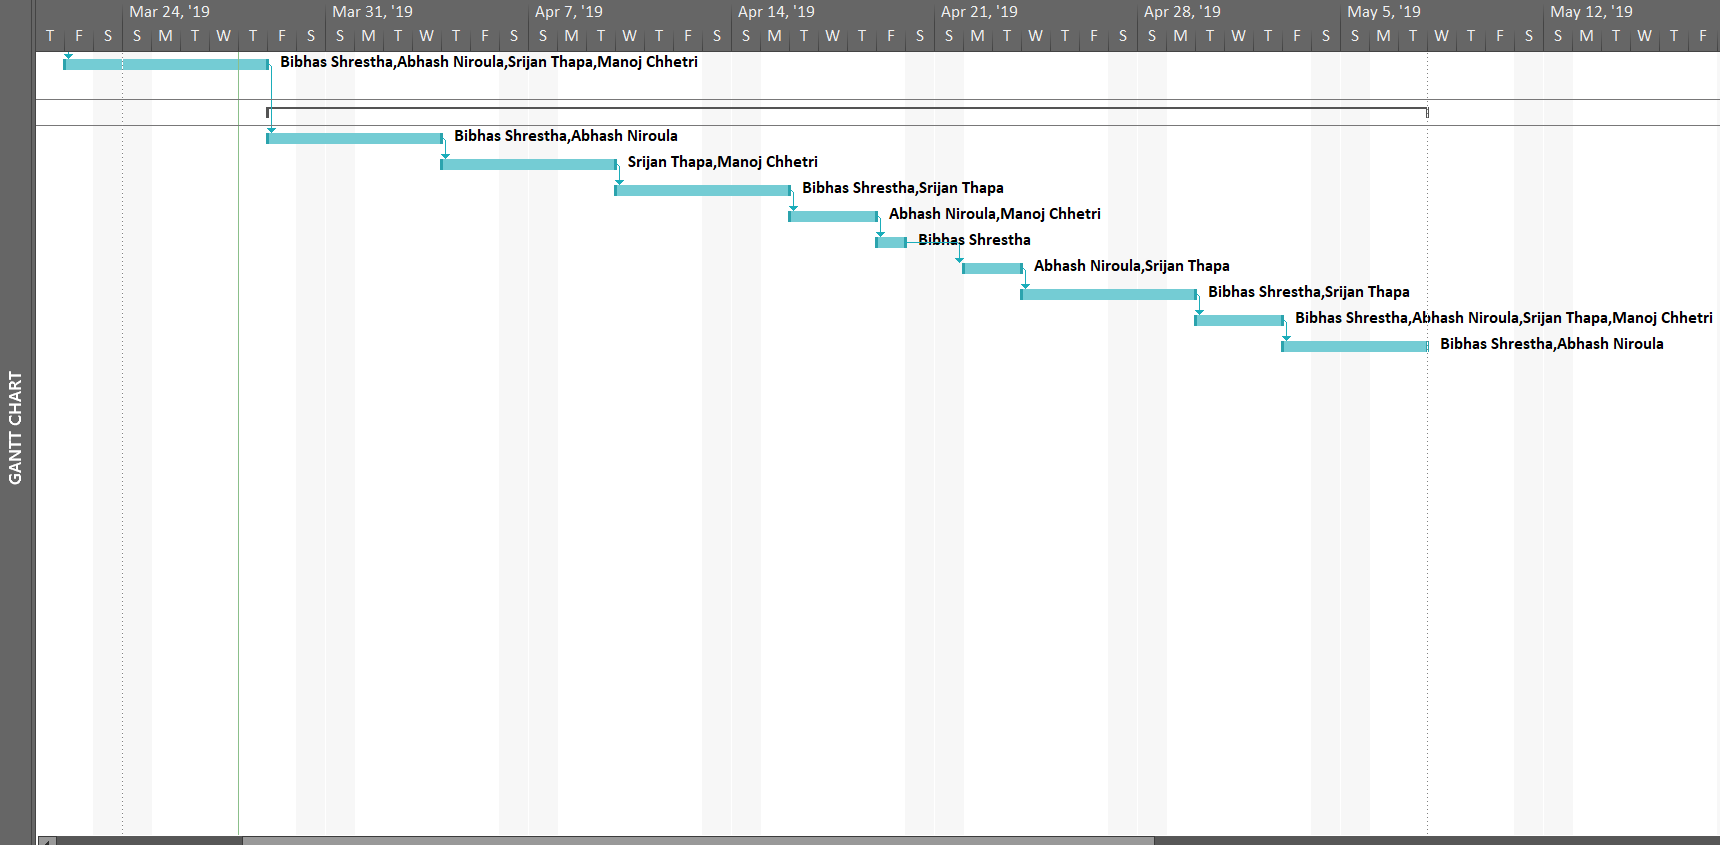 Mar 24, '19 Mar 31, '19 Apr 7, '19 Apr 14, '19 Apr 21, '19 Apr 28, '19 May 5, '19 May 12, '19
T F S S M T W T F S S M T W T F S S M T W T F S S M T W T F S S M T W T F S S M T W T F S S M T W T F S S M T W T F
Bibhas Shrestha,Abhash Niroula,Srijan Thapa,Manoj Chhetri
Bibhas Shrestha,Abhash Niroula
Srijan Thapa,Manoj Chhetri
Bibhas Shrestha,Srijan Thapa
Abhash Niroula,Manoj Chhetri
Bibhas Shrestha
Abhash Niroula,Srijan Thapa
Bibhas Shrestha,Srijan Thapa
Bibhas Shrestha,Abhash Niroula,Srijan Thapa,Manoj Chhetri
Bibhas Shrestha,Abhash Niroula
GANTT CHART